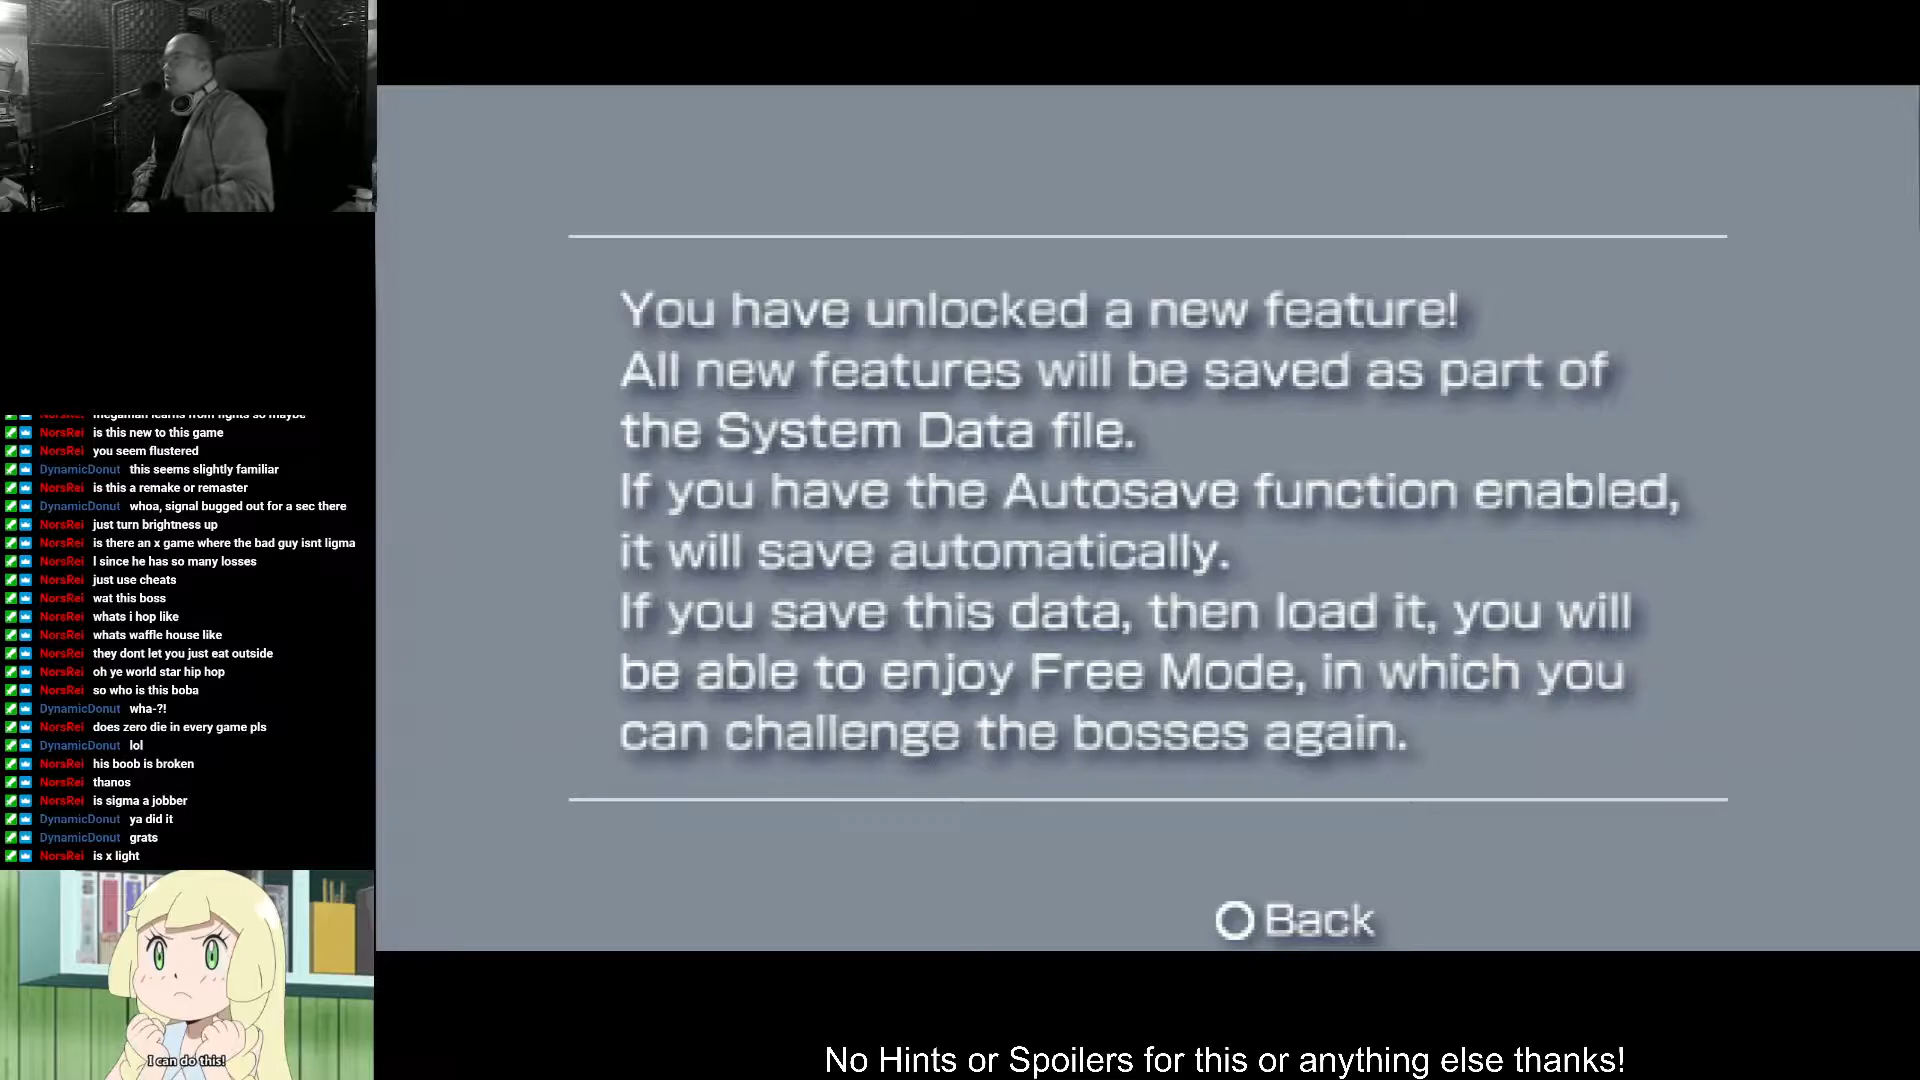 You have unlocked a new feature!
All new features will be saved as part of
the System Data file.
If you have the Autosave function enabled,
it will save automatically.
If you save this data, then load it, you will
be able to enjoy Free Mode, in which you
can challenge the bosses again.
Back
NorsRei megaman learns from fights so maybe
NorsRei is this new to this game
NorsRei you seem flustered
DynamicDonut this seems slightly familiar
NorsRei is this a remake or remaster
DynamicDonut whoa, signal bugged out for a sec there
NorsRei just turn brightness up
NorsRei is there an x game where the bad guy isnt ligma
NorsRei l since he has so many losses
NorsRei just use cheats
NorsRei wat this boss
NorsRei whats i hop like
NorsRei whats waffle house like
NorsRei they dont let you just eat outside
NorsRei oh ye world star hip hop
NorsRei so who is this boba
DynamicDonut wha-?!
NorsRei does zero die in every game pls
DynamicDonut lol
NorsRei his boob is broken
NorsRei thanos
NorsRei is sigma a jobber
DynamicDonut ya did it
DynamicDonut grats
NorsRei is x light
I can do this!
No Hints or Spoilers for this or anything else thanks!